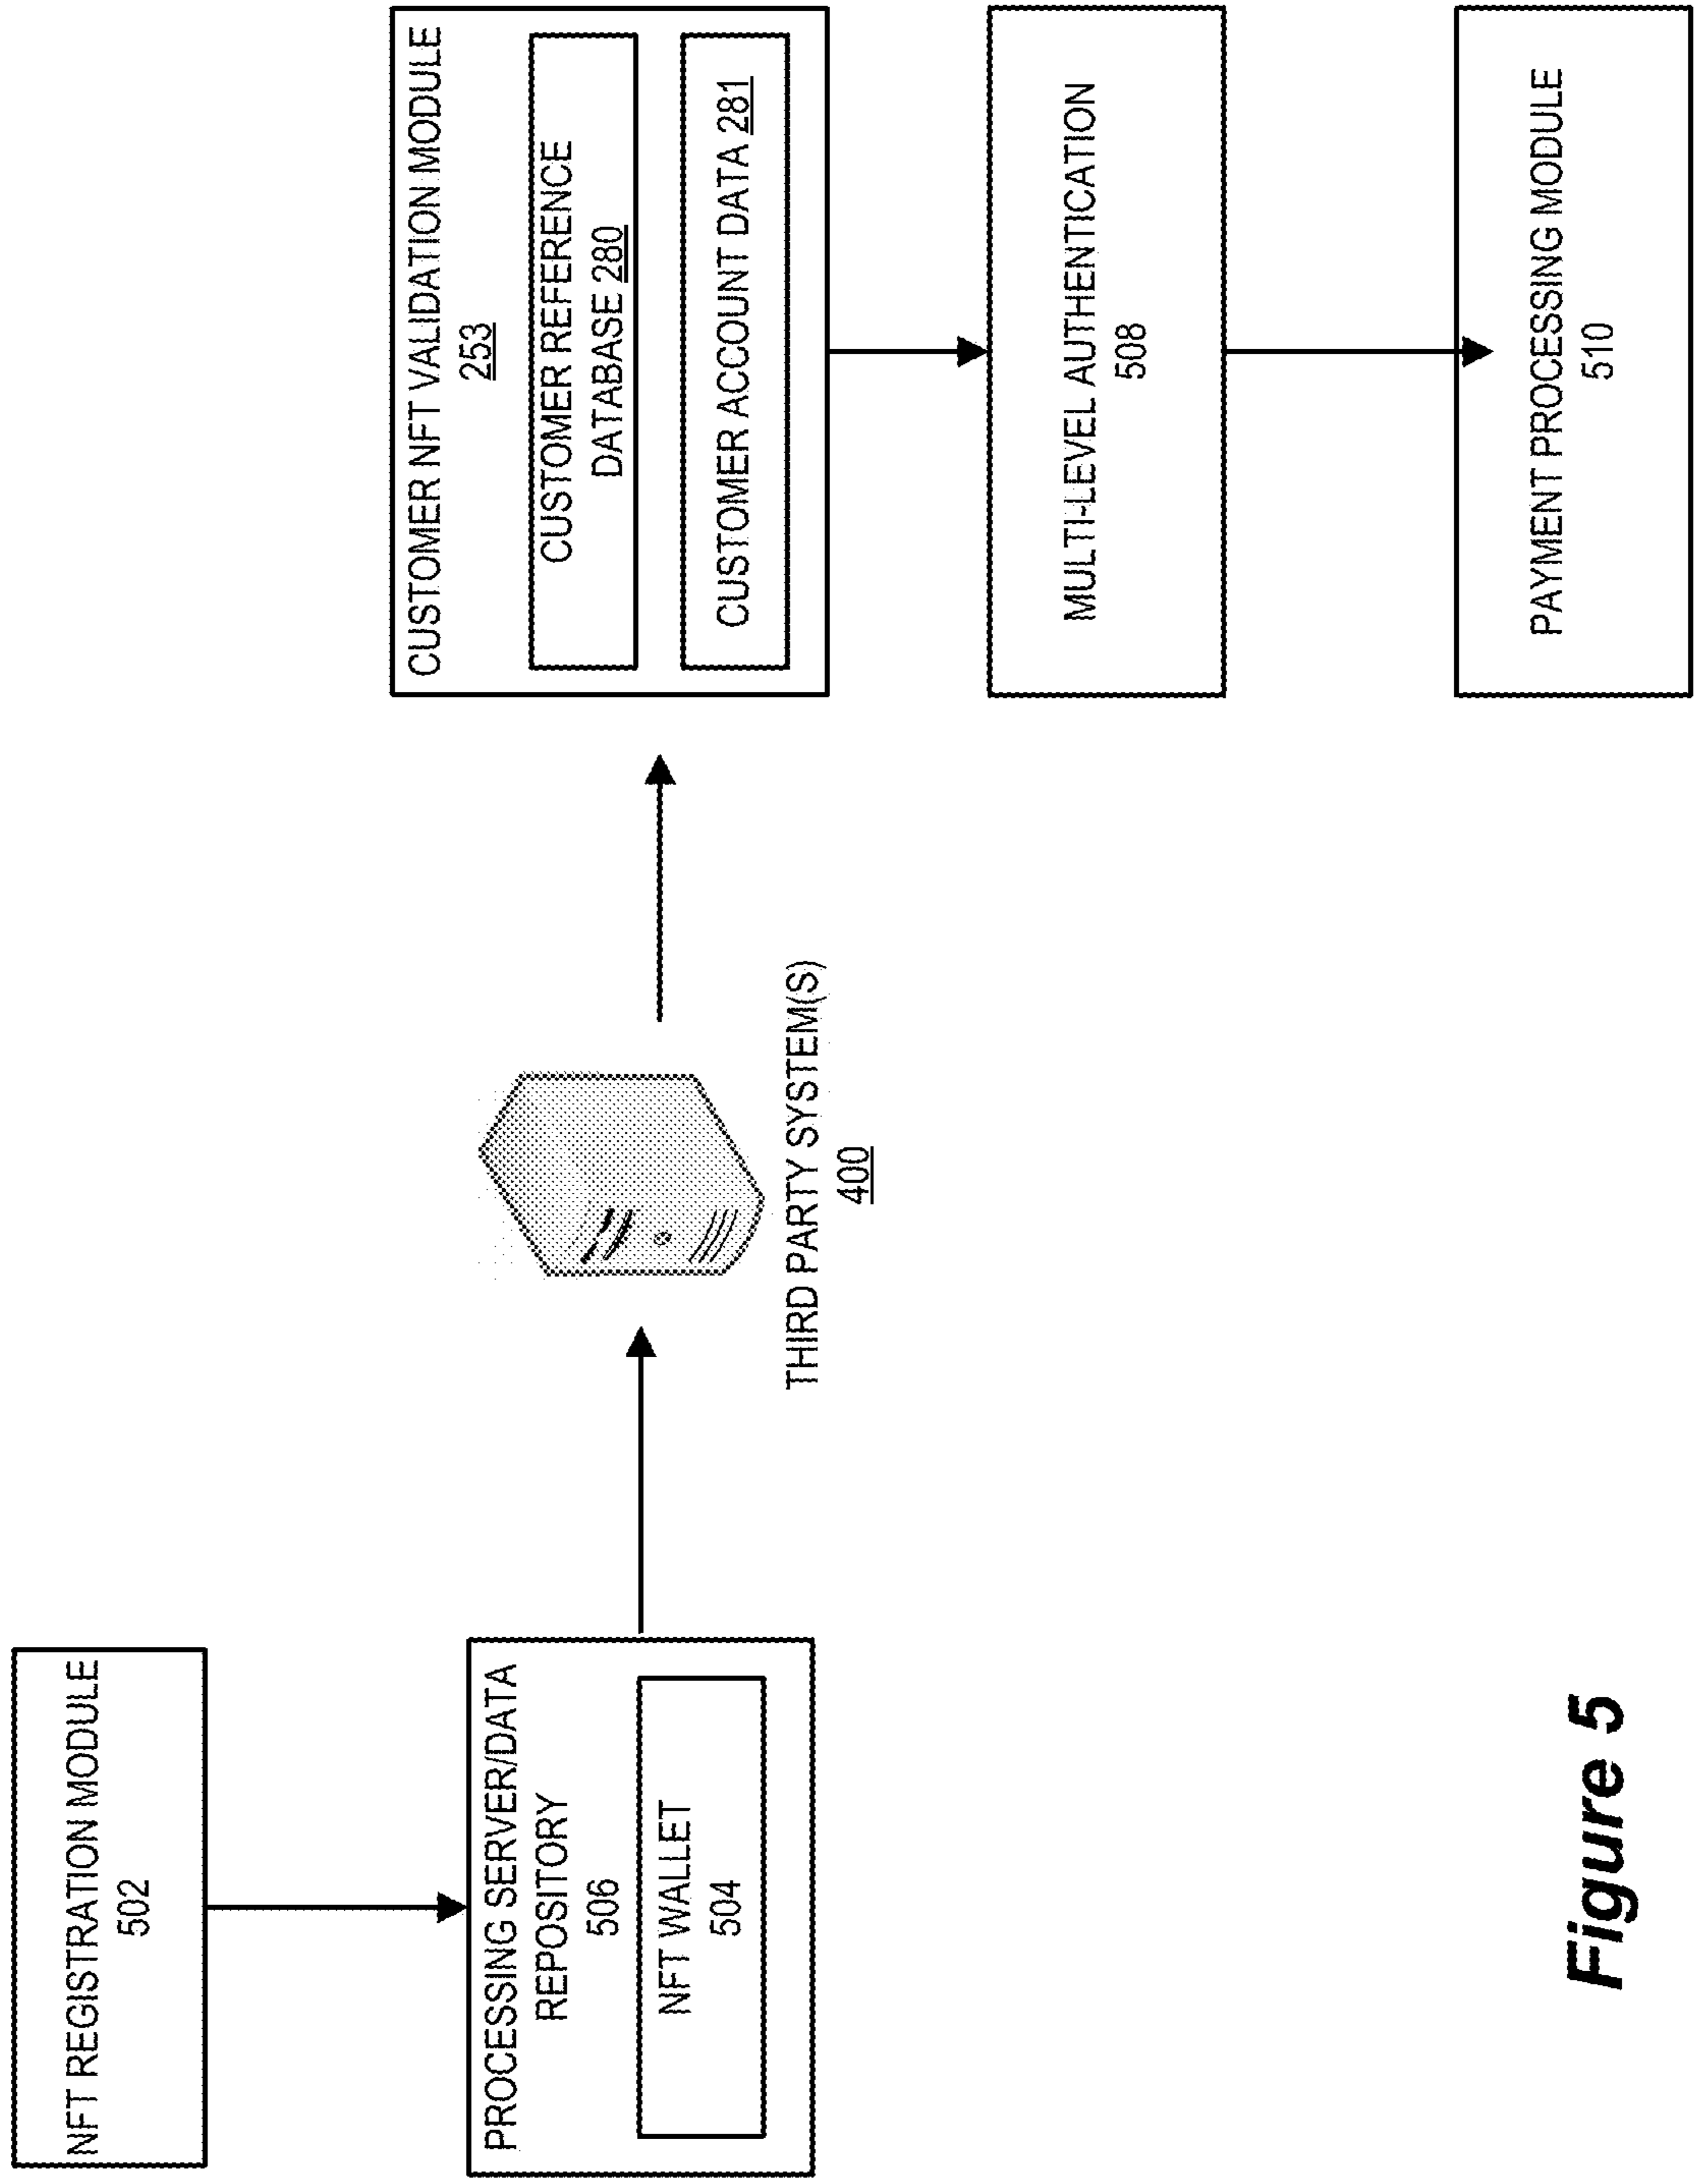 NFT REGISTRATION MODULE
502
PROCESSING SERVER/DATA
REPOSITORY
506
NFT WALLET
504
THIRD PARTY SYSTEM(S)
400
CUSTOMER NFT VALIDATION MODULE
253
CUSTOMER REFERENCE
DATABASE 280
CUSTOMER ACCOUNT DATA 281
MULTI-LEVEL AUTHENTICATION
508
PAYMENT PROCESSING MODULE
510
Figure 5